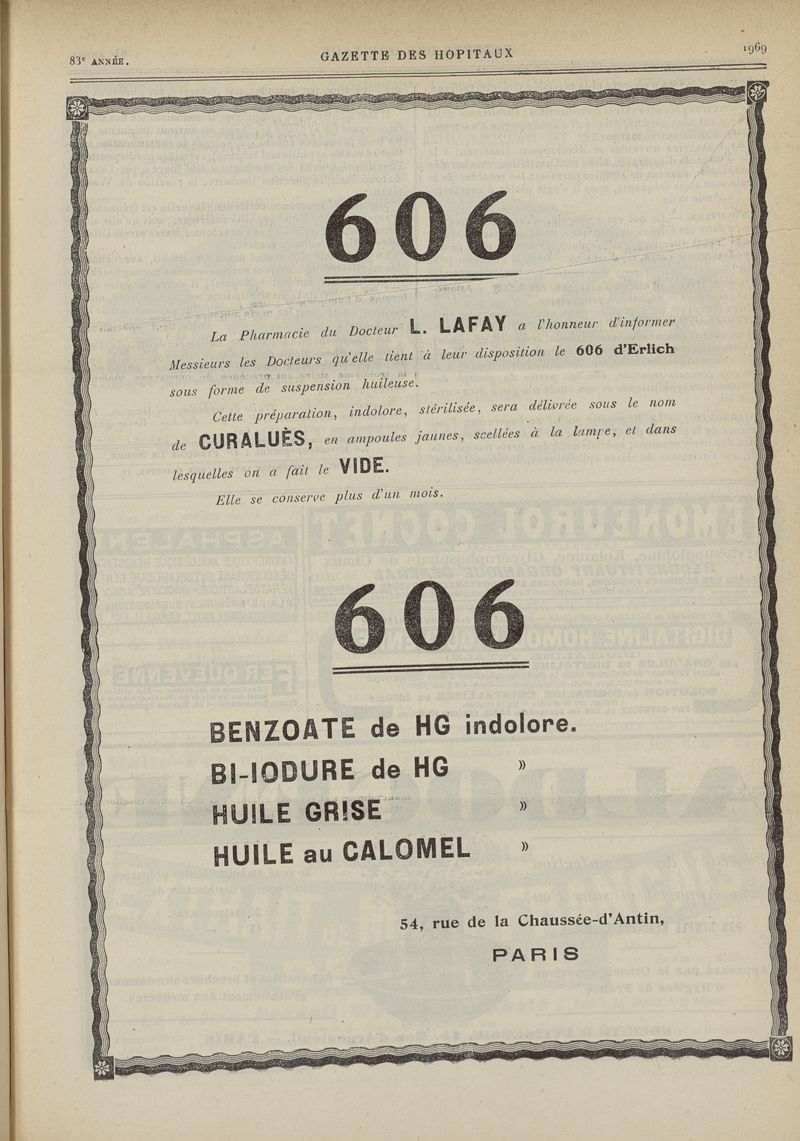 83e ANNÉE.
GAZETTE DES HOPITAUX
1969
606
La Pharmacie du Docteur L. LAFAY a l'honneur d'informer
Messieurs les Docteurs qu'elle tient à leur disposition le 606 d'Erlich
sous forme de suspension huileuse.
Cette préparation, indolore, stérilisée, sera délivrée sous le nom
de CURALUÈS, en ampoules jaunes, scellées à la lampe, et dans
lesquelles on a fait le VIDE.
Elle se conserve plus d'un mois.
606
BENZOATE de HG indolore.
BI-IODURE de HG »
HUILE GRISE »
HUILE au CALOMEL »
54, rue de la Chaussée-d'Antin,
PARIS